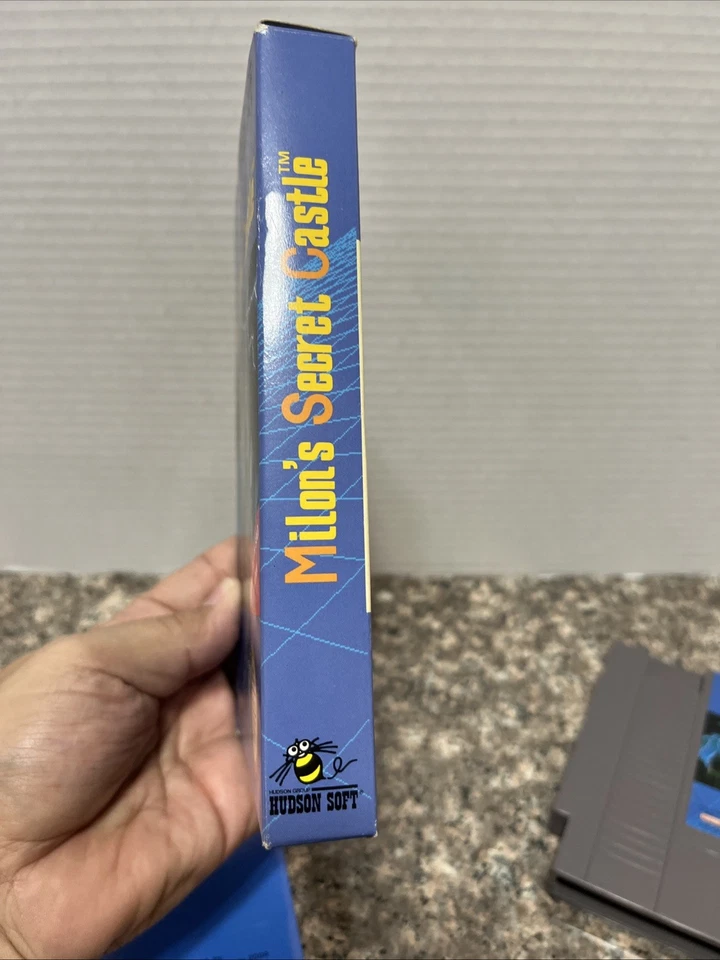 Milon's Secret Castle™
HUDSON GROUP
HUDSON SOFT